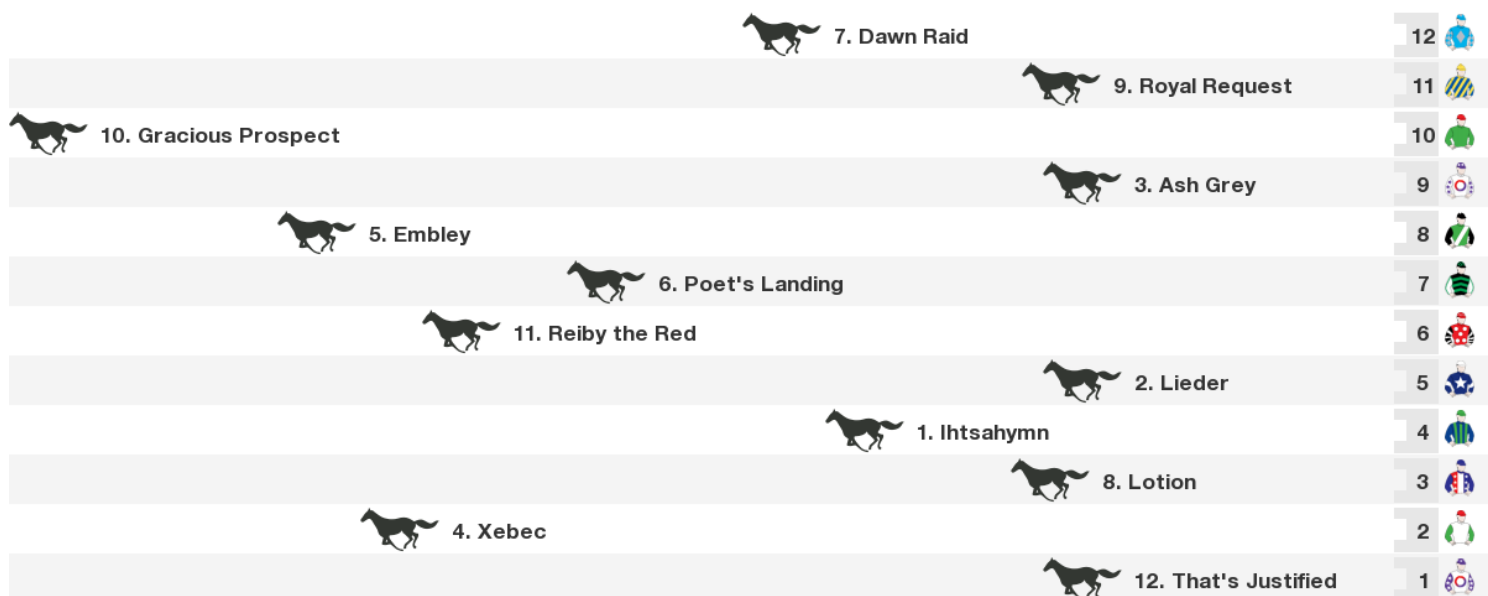 7. Dawn Raid 12
9. Royal Request 11
10. Gracious Prospect 10
3. Ash Grey 9
5. Embley 8
6. Poet's Landing 7
11. Reiby the Red 6
2. Lieder 5
1. Ihtsahymn 4
8. Lotion 3
4. Xebec 2
12. That's Justified 1